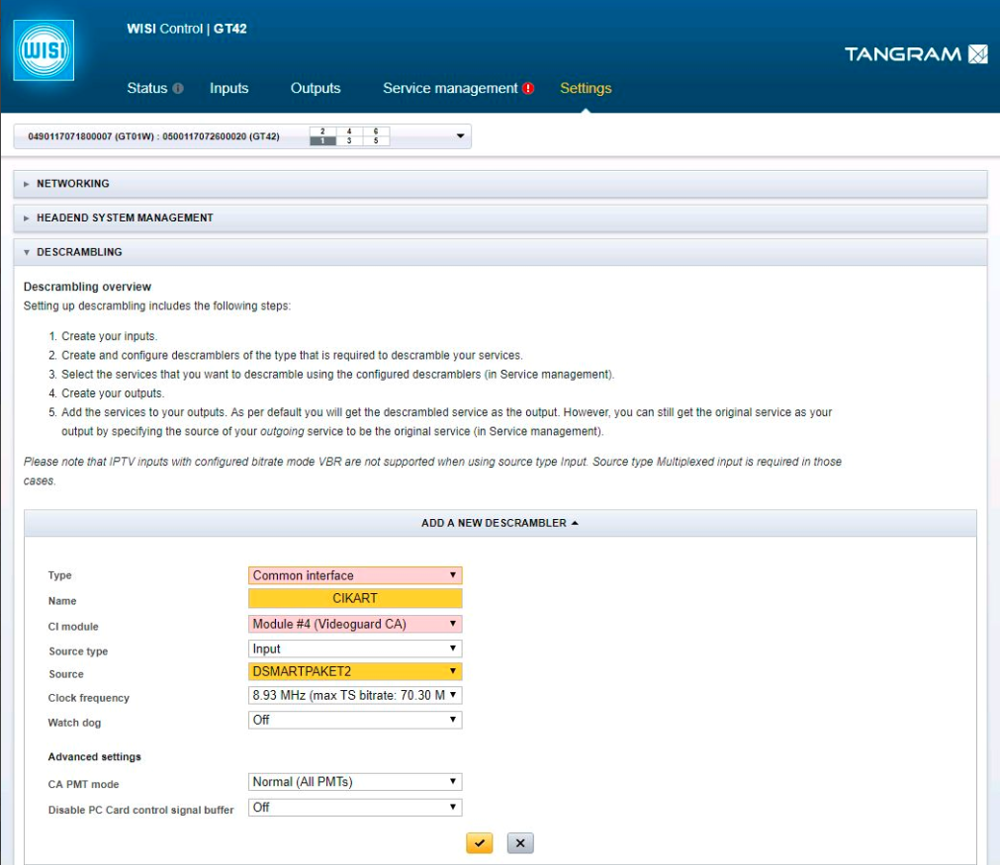 WISI Control | GT42
WISI
TANGRAM
Status Inputs Outputs Service management ! Settings
0490117071800007 (GT01W) : 0500117072600020 (GT42)
2 4 6
1 3 5
NETWORKING
HEADEND SYSTEM MANAGEMENT
DESCRAMBLING
Descrambling overview
Setting up descrambling includes the following steps:
1. Create your inputs.
2. Create and configure descramblers of the type that is required to descramble your services.
3. Select the services that you want to descramble using the configured descramblers (in Service management).
4. Create your outputs.
5. Add the services to your outputs. As per default you will get the descrambled service as the output. However, you can still get the original service as your
output by specifying the source of your outgoing service to be the original service (in Service management).
Please note that IPTV inputs with configured bitrate mode VBR are not supported when using source type Input. Source type Multiplexed input is required in those
cases.
ADD A NEW DESCRAMBLER
Type Common interface
Name CIKART
CI module Module #4 (Videoguard CA)
Source type Input
Source DSMARTPAKET2
Clock frequency 8.93 MHz (max TS bitrate: 70.30 M
Watch dog Off
Advanced settings
CA PMT mode Normal (All PMTs)
Disable PC Card control signal buffer Off